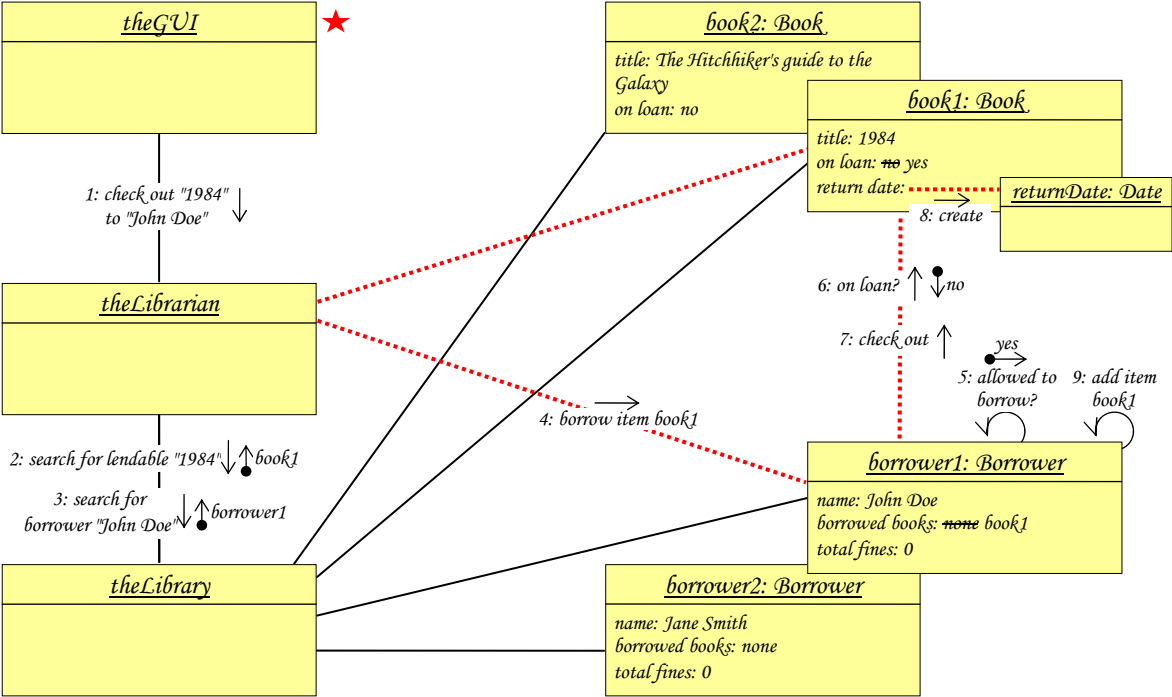 theGUI
book2: Book
title: The Hitchhiker's guide to the
Galaxy
on loan: no
book1: Book
title: 1984
on loan: no yes
return date:
returnDate: Date
8: create
1: check out "1984"
to "John Doe"
theLibrarian
6: on loan?
no
7: check out
yes
5: allowed to
borrow?
9: add item
book1
4: borrow item book1
2: search for lendable "1984"
book1
3: search for
borrower "John Doe"
borrower1
borrower1: Borrower
name: John Doe
borrowed books: none book1
total fines: 0
theLibrary
borrower2: Borrower
name: Jane Smith
borrowed books: none
total fines: 0